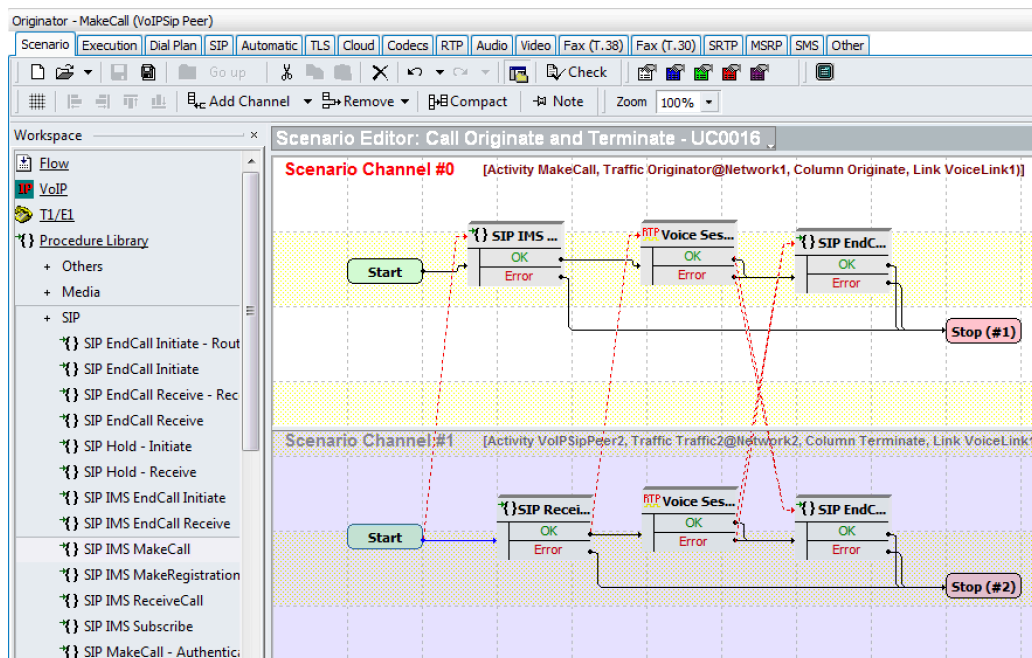 Originator - MakeCall (VoIPSip Peer)
Scenario Execution Dial Plan SIP Automatic TLS Cloud Codecs RTP Audio Video Fax (T.38) Fax (T.30) SRTP MSRP SMS Other
Go up Check
Add Channel Remove Compact Note Zoom 100%
Workspace ×
Scenario Editor: Call Originate and Terminate - UC0016
Flow
IP VoIP
T1/E1
Procedure Library
+ Others
+ Media
+ SIP
SIP EndCall Initiate - Rout
SIP EndCall Initiate
SIP EndCall Receive - Rec
SIP EndCall Receive
SIP Hold - Initiate
SIP Hold - Receive
SIP IMS EndCall Initiate
SIP IMS EndCall Receive
SIP IMS MakeCall
SIP IMS MakeRegistration
SIP IMS ReceiveCall
SIP IMS Subscribe
SIP MakeCall - Authentic
Scenario Channel #0 [Activity MakeCall, Traffic Originator@Network1, Column Originate, Link VoiceLink1)]
Start
{} SIP IMS ...
OK
Error
RTP Voice Ses...
OK
Error
{} SIP EndC...
OK
Error
Stop (#1)
Scenario Channel #1 [Activity VoIPSipPeer2, Traffic Traffic2@Network2, Column Terminate, Link VoiceLink1
Start
{} SIP Recei...
OK
Error
RTP Voice Ses...
OK
Error
{} SIP EndC...
OK
Error
Stop (#2)